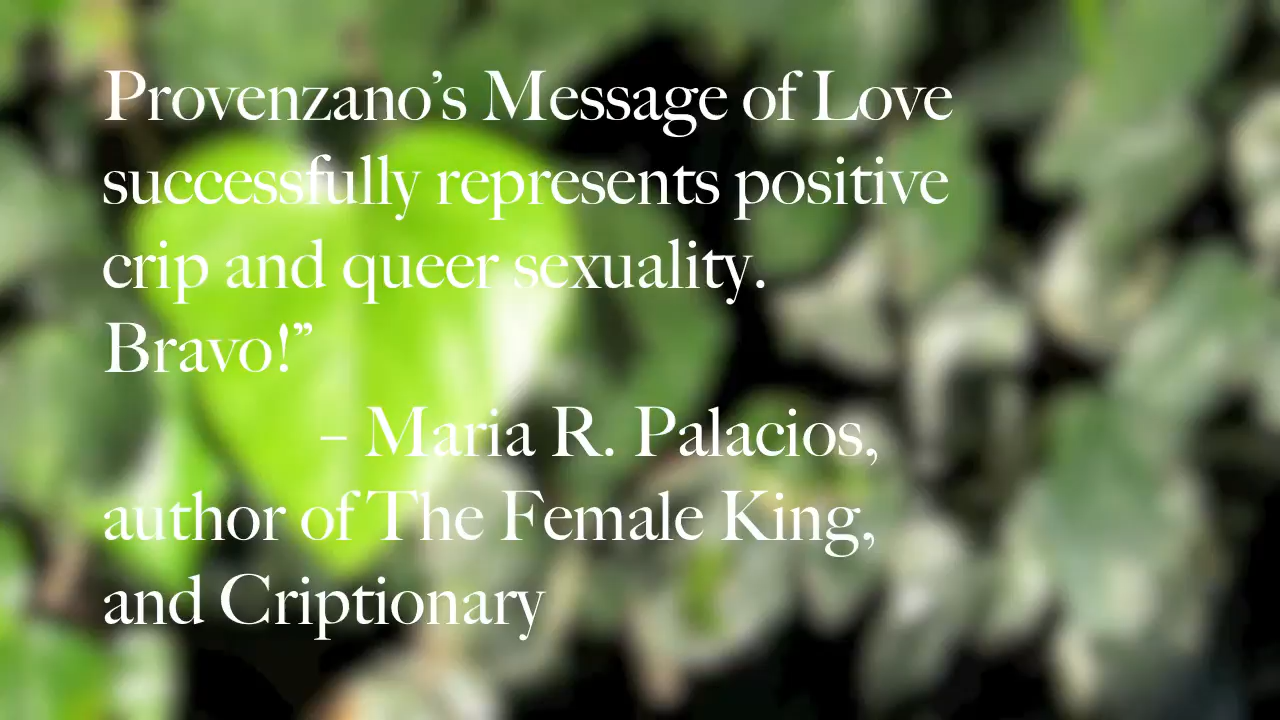 Provenzano’s Message of Love
successfully represents positive
crip and queer sexuality.
Bravo!”
– Maria R. Palacios,
author of The Female King,
and Criptionary